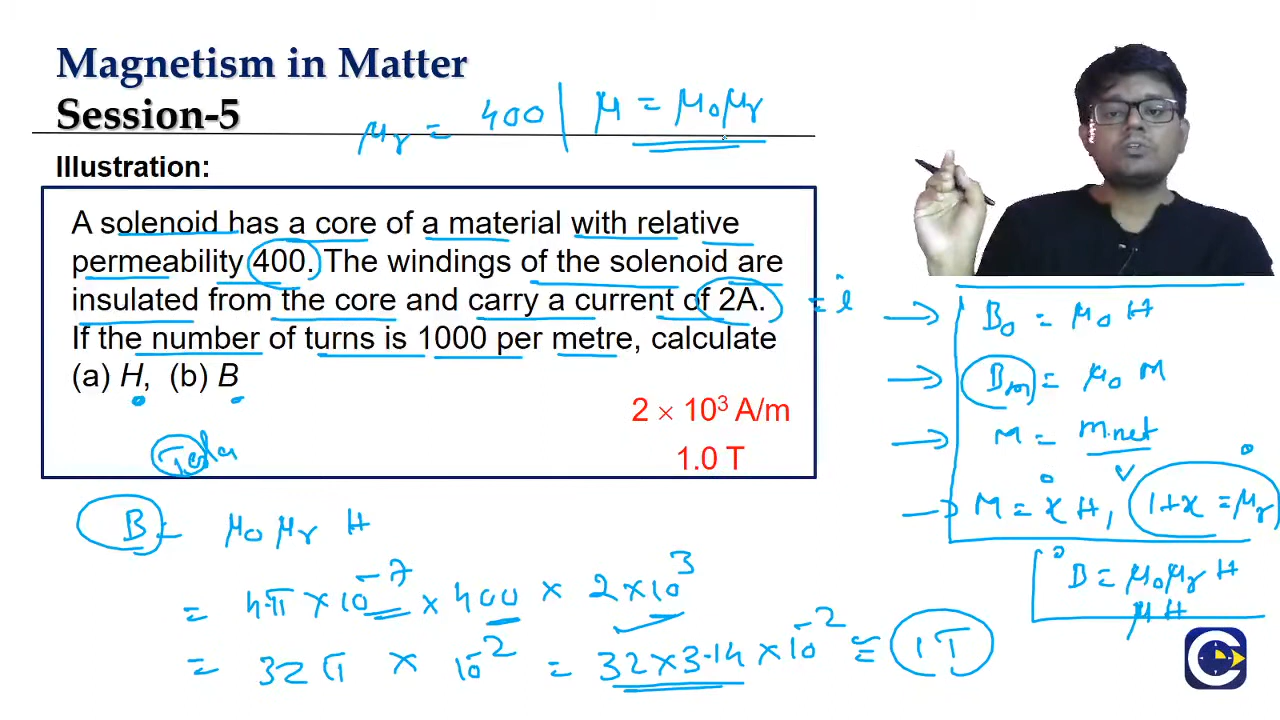 Magnetism in Matter
Session-5
μr = 400 | μ = μ0μr
Illustration:
A solenoid has a core of a material with relative
permeability 400. The windings of the solenoid are
insulated from the core and carry a current of 2A. = i
If the number of turns is 1000 per metre, calculate
(a) H, (b) B
2 × 10³ A/m
1.0 T
Tesla
B = μ0 μr H
= 4π × 10⁻⁷ × 400 × 2 × 10³
= 32 π × 10⁻² = 32 × 3.14 × 10⁻² ≅ 1T
→ B0 = μ0 H
→ Bm = μ0 M
→ M = m net / V
→ M = χ H, 1+χ = μr
B = μ0μr H
μ H